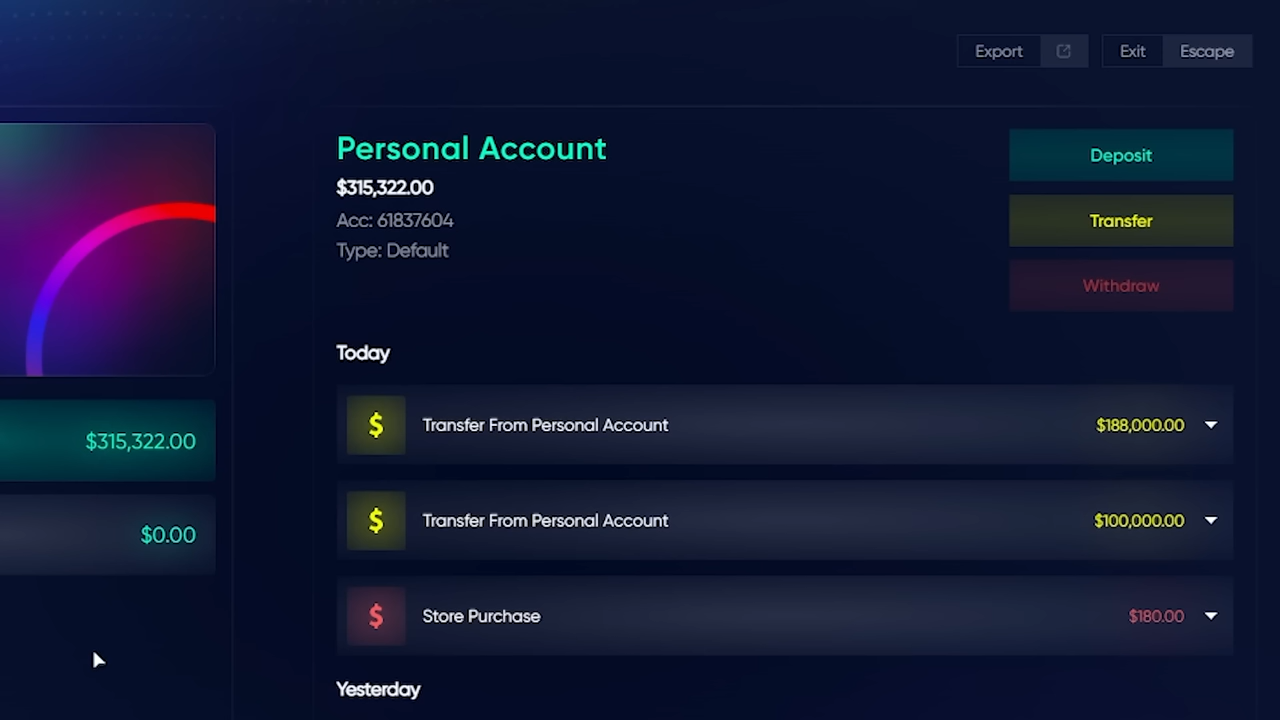 Export
Exit Escape
Personal Account
$315,322.00
Acc: 61837604
Type: Default
Deposit
Transfer
Withdraw
$315,322.00
$0.00
Today
$ Transfer From Personal Account $188,000.00
$ Transfer From Personal Account $100,000.00
$ Store Purchase $180.00
Yesterday